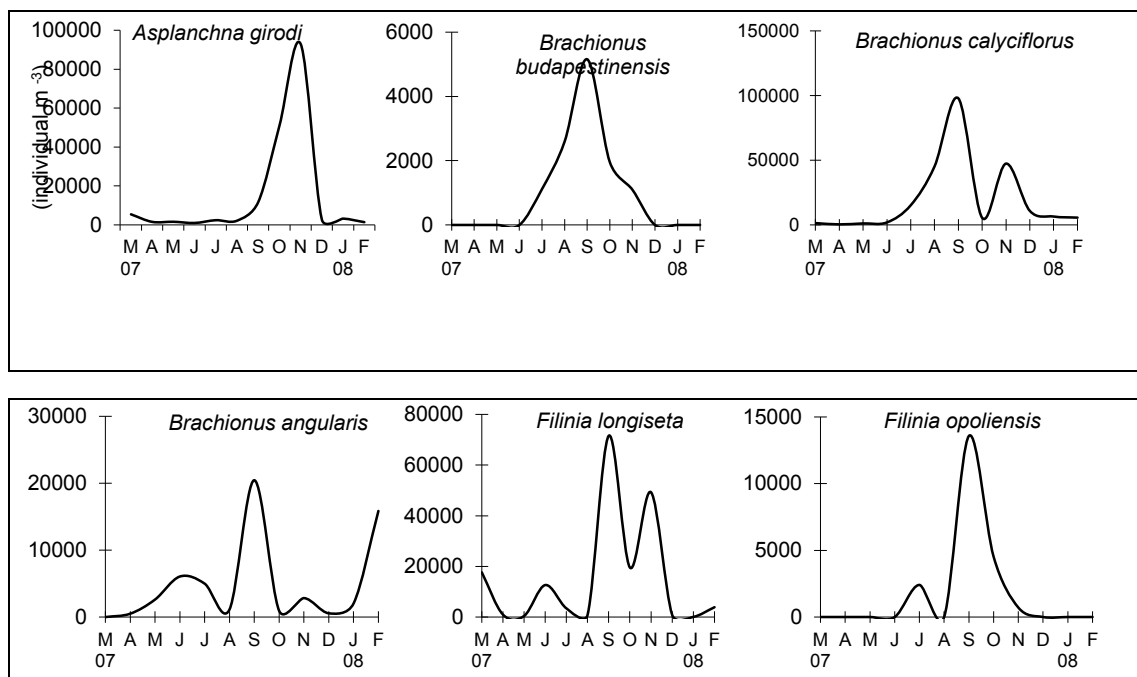 Asplanchna girodi
(individual m -3)
100000
80000
60000
40000
20000
0
M A M J J A S O N D J F
07 08
Brachionus
budapestinensis
6000
4000
2000
0
M A M J J A S O N D J F
07 08
Brachionus calyciflorus
150000
100000
50000
0
M A M J J A S O N D J F
07 08
Brachionus angularis
30000
20000
10000
0
M A M J J A S O N D J F
07 08
Filinia longiseta
80000
60000
40000
20000
0
M A M J J A S O N D J F
07 08
Filinia opoliensis
15000
10000
5000
0
M A M J J A S O N D J F
07 08